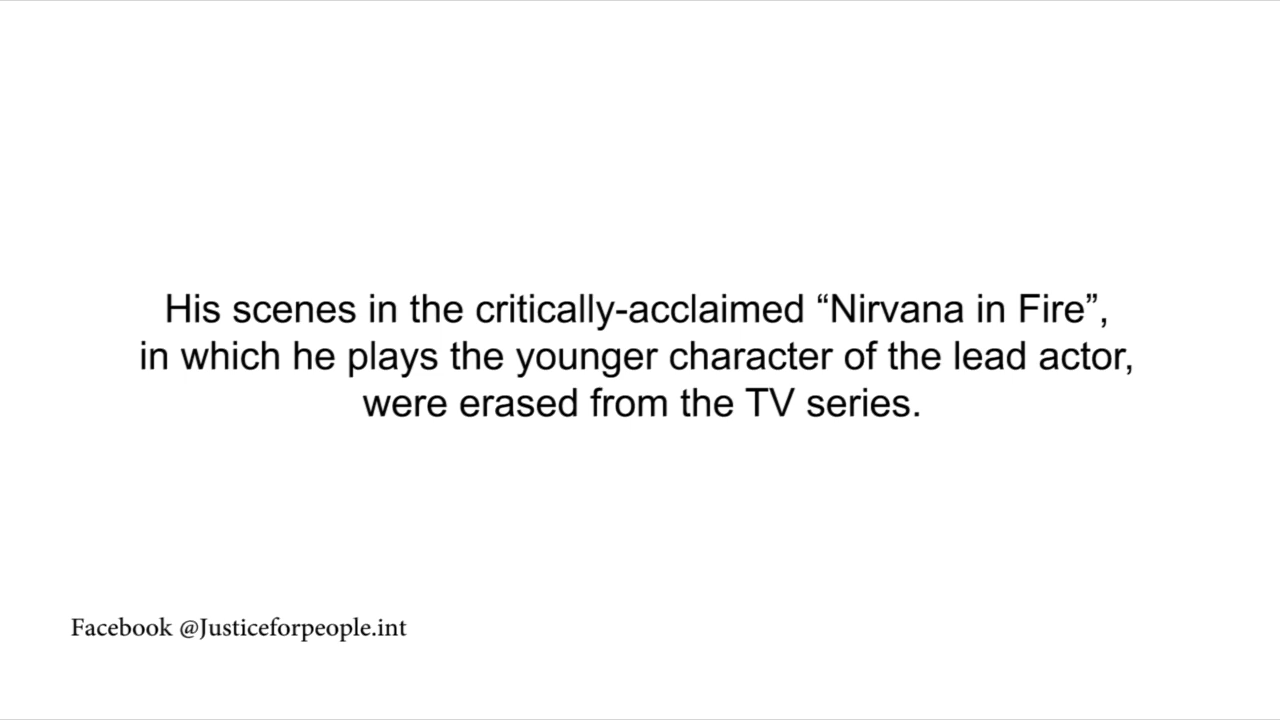 His scenes in the critically-acclaimed “Nirvana in Fire”,
in which he plays the younger character of the lead actor,
were erased from the TV series.
Facebook @Justiceforpeople.int